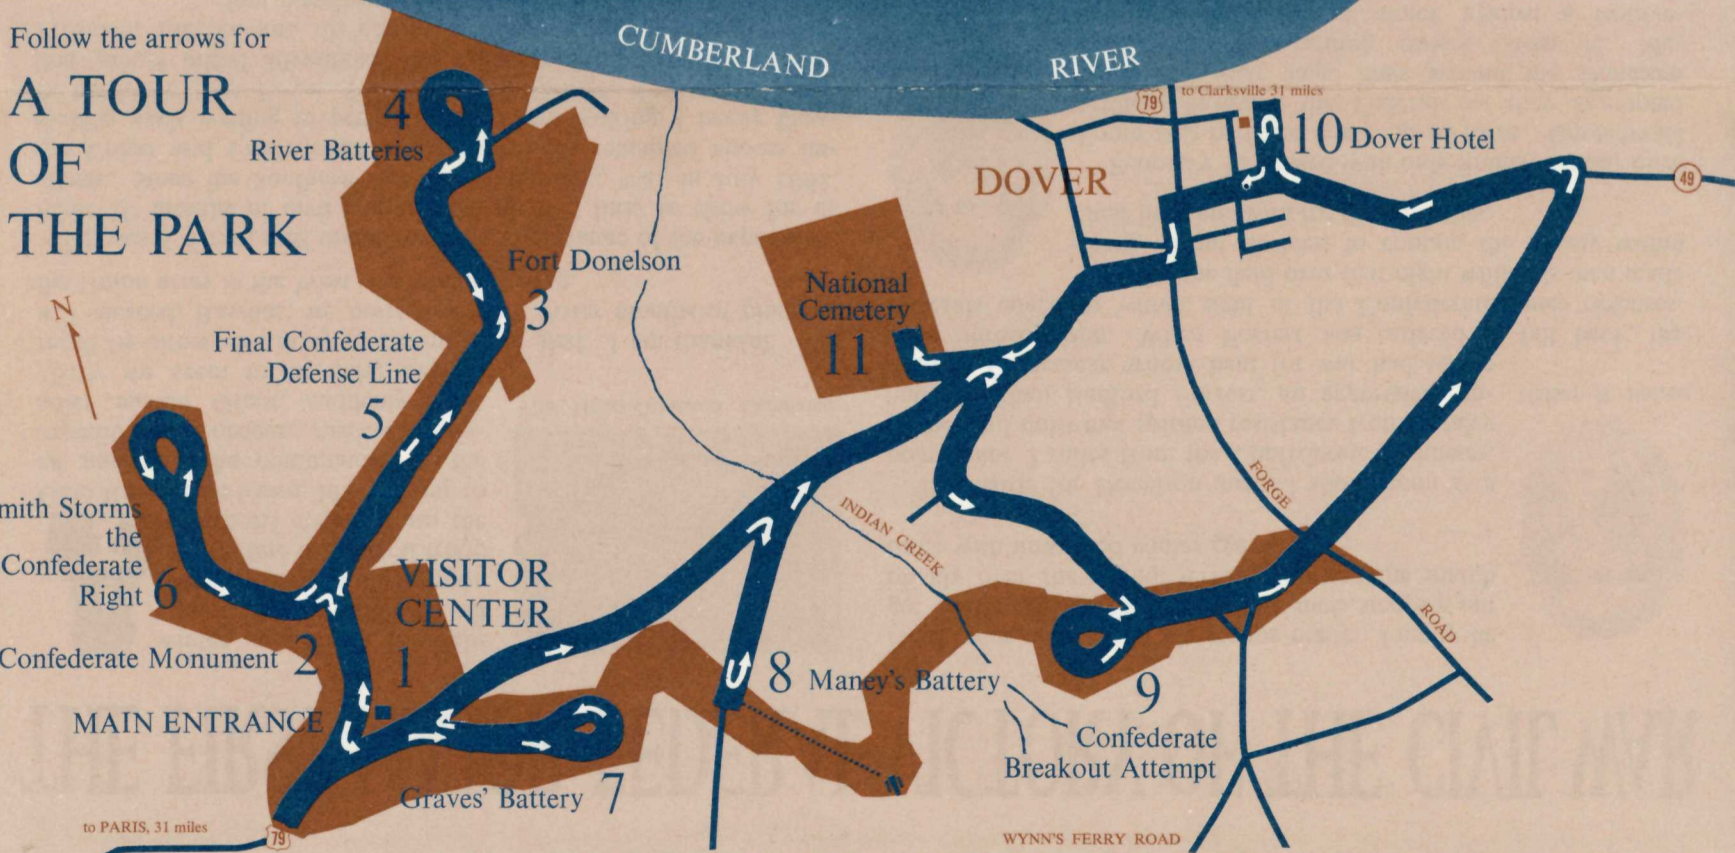 Follow the arrows for
A TOUR
OF
THE PARK
CUMBERLAND RIVER
79
to Clarksville 31 miles
4
River Batteries
10 Dover Hotel
DOVER
49
N
Fort Donelson
3
National
Cemetery
11
Final Confederate
Defense Line
5
mith Storms
the
Confederate
Right 6
INDIAN CREEK
FORGE
ROAD
VISITOR
CENTER
1
Confederate Monument 2
MAIN ENTRANCE
8 Maney's Battery
9
Confederate
Breakout Attempt
Graves' Battery 7
to PARIS, 31 miles
79
WYNN'S FERRY ROAD